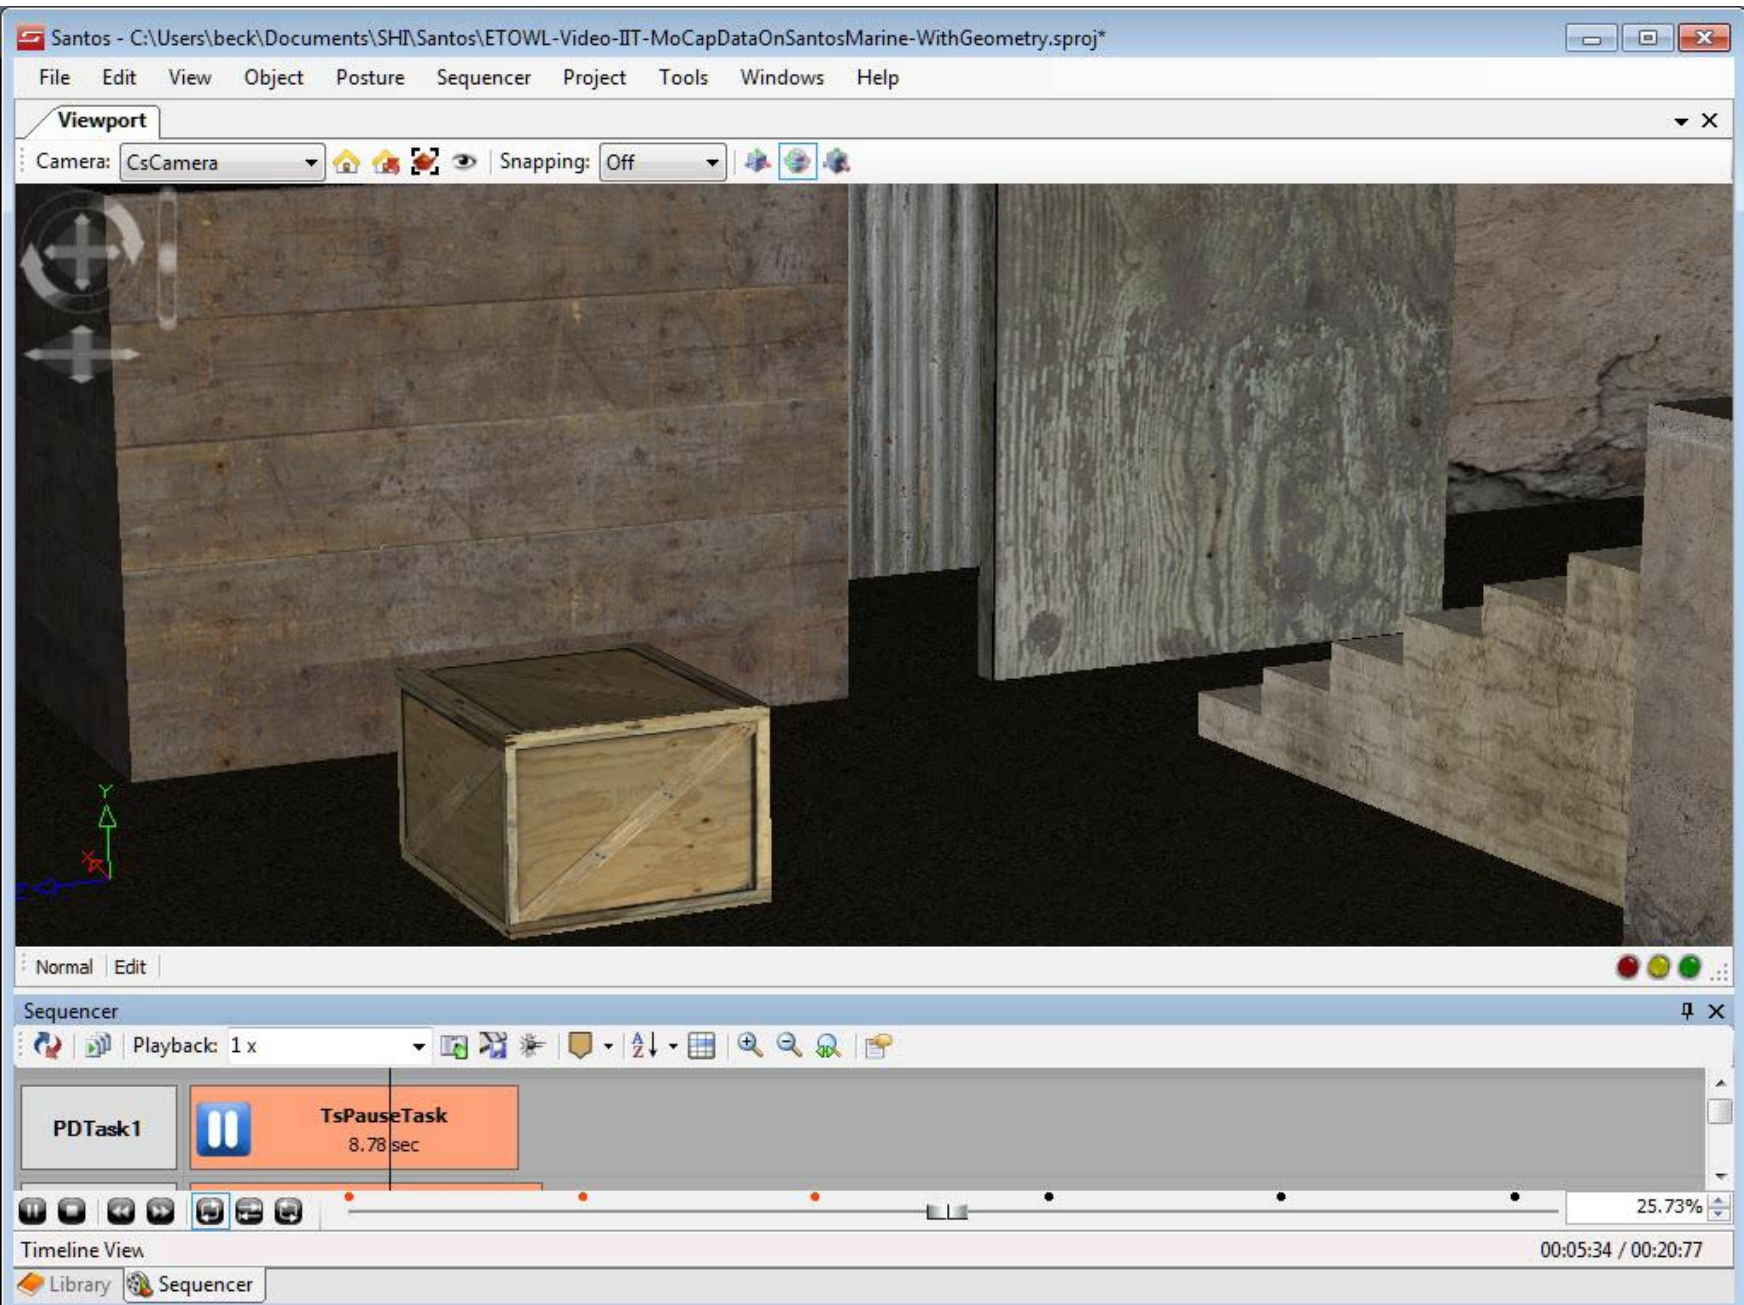 Santos - C:\Users\beck\Documents\SHI\Santos\ETOWL-Video-IIT-MoCapDataOnSantosMarine-WithGeometry.sproj*
File Edit View Object Posture Sequencer Project Tools Windows Help
Viewport
Camera: CsCamera Snapping: Off
Y
X
Normal Edit
Sequencer
Playback: 1 x
PDTask1
TsPauseTask
8.78 sec
25.73%
Timeline View 00:05:34 / 00:20:77
Library Sequencer